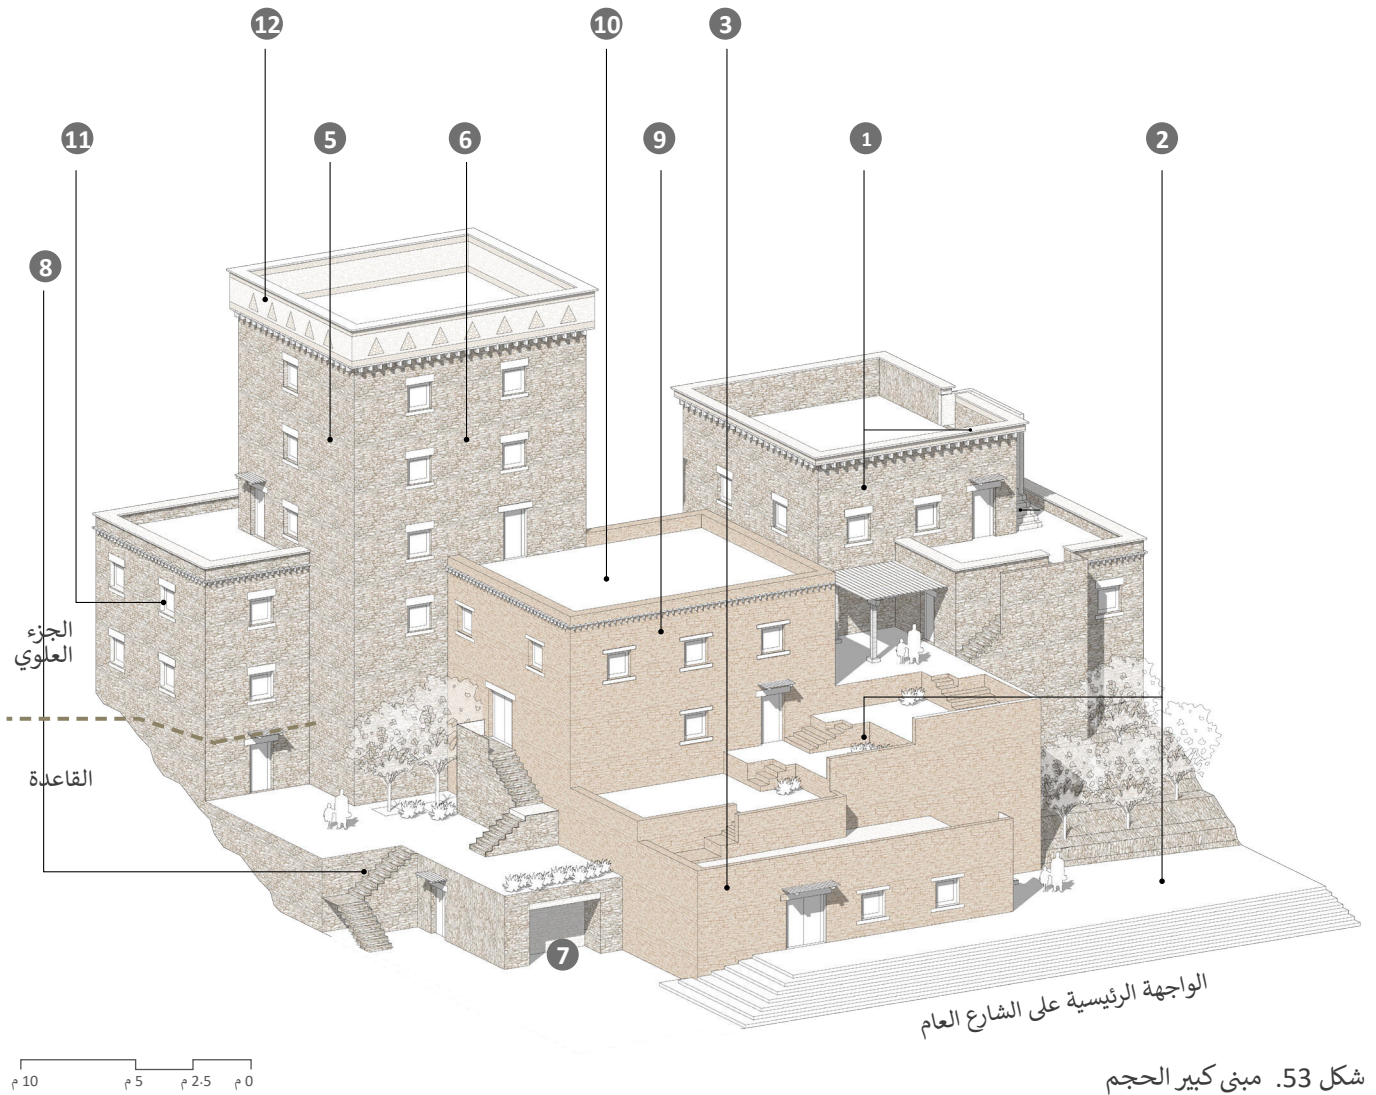 12
10
3
11
5
6
9
1
2
8
الجزء
العلوي
القاعدة
7
الواجهة الرئيسية على الشارع العام
0 م
2.5 م
5 م
10 م
شكل 53. مبنى كبير الحجم